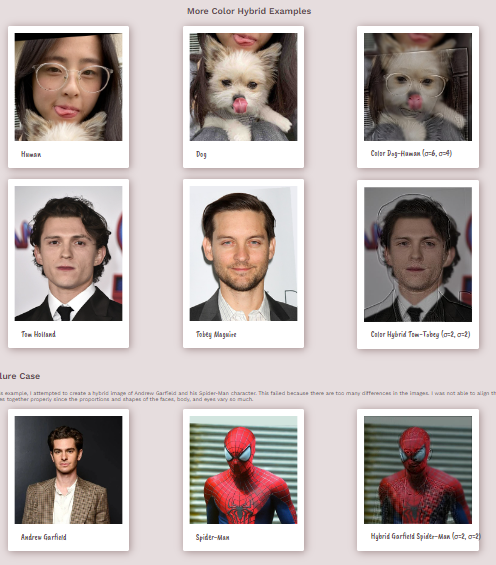 More Color Hybrid Examples
Human
Dog
Color Dog-Human (σ=6, σ=4)
Tom Holland
Tobey Maguire
Color Hybrid Tom-Tobey (σ=2, σ=2)
lure Case
s example, I attempted to create a hybrid image of Andrew Garfield and his Spider-Man character. This failed because there are too many differences in the images. I was not able to align th
es together properly since the proportions and shapes of the faces, body, and eyes vary so much.
Andrew Garfield
Spider-Man
Hybrid Garfield Spider-Man (σ=2, σ=2)